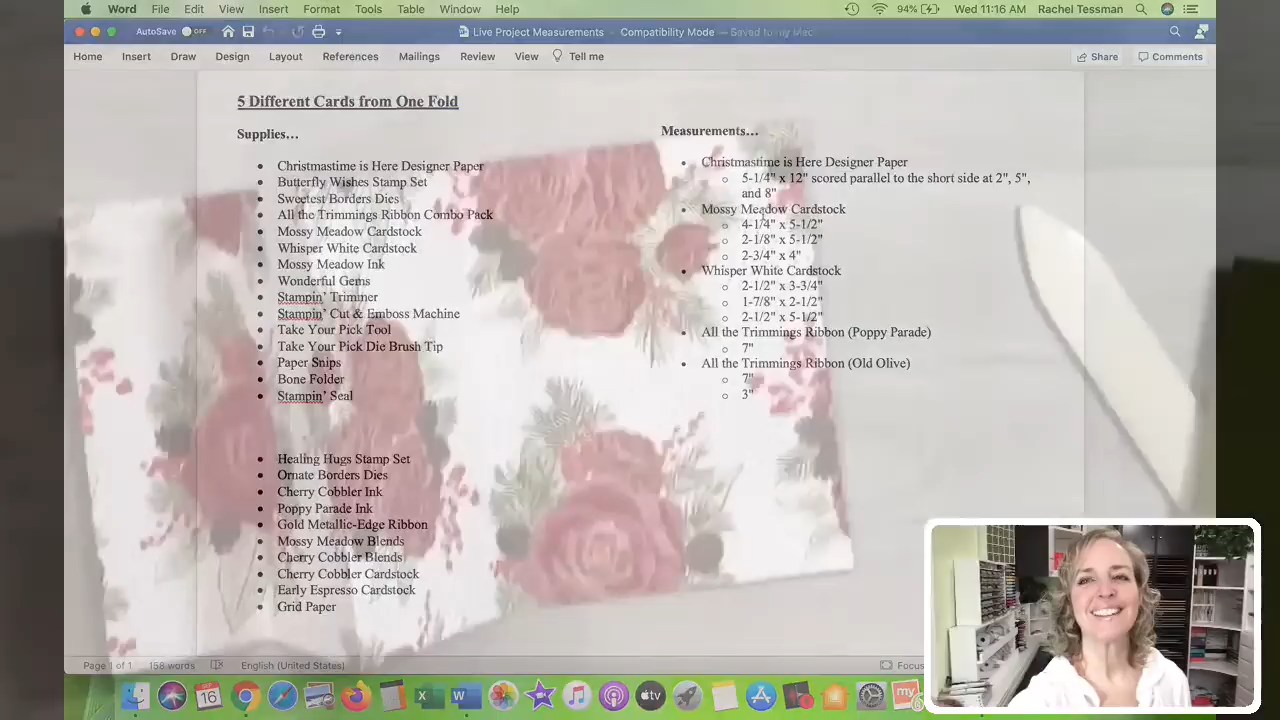 Word File Edit View Insert Format Tools Table Window Help 94% Wed 11:16 AM Rachel Tessman
AutoSave OFF Live Project Measurements - Compatibility Mode - Saved to my Mac
Home Insert Draw Design Layout References Mailings Review View Tell me Share Comments
5 Different Cards from One Fold
Supplies…
Christmastime is Here Designer Paper
Butterfly Wishes Stamp Set
Sweetest Borders Dies
All the Trimmings Ribbon Combo Pack
Mossy Meadow Cardstock
Whisper White Cardstock
Mossy Meadow Ink
Wonderful Gems
Stampin' Trimmer
Stampin' Cut & Emboss Machine
Take Your Pick Tool
Take Your Pick Die Brush Tip
Paper Snips
Bone Folder
Stampin' Seal
Healing Hugs Stamp Set
Ornate Borders Dies
Cherry Cobbler Ink
Poppy Parade Ink
Gold Metallic-Edge Ribbon
Mossy Meadow Blends
Cherry Cobbler Blends
Cherry Cobbler Cardstock
Early Espresso Cardstock
Grid Paper
Measurements…
Christmastime is Here Designer Paper
5-1/4" x 12" scored parallel to the short side at 2", 5",
and 8"
Mossy Meadow Cardstock
4-1/4" x 5-1/2"
2-1/8" x 5-1/2"
2-3/4" x 4"
Whisper White Cardstock
2-1/2" x 3-3/4"
1-7/8" x 2-1/2"
2-1/2" x 5-1/2"
All the Trimmings Ribbon (Poppy Parade)
7"
All the Trimmings Ribbon (Old Olive)
7"
3"
Page 1 of 1 158 words English (United States) Focus
SEP
16
tv
my